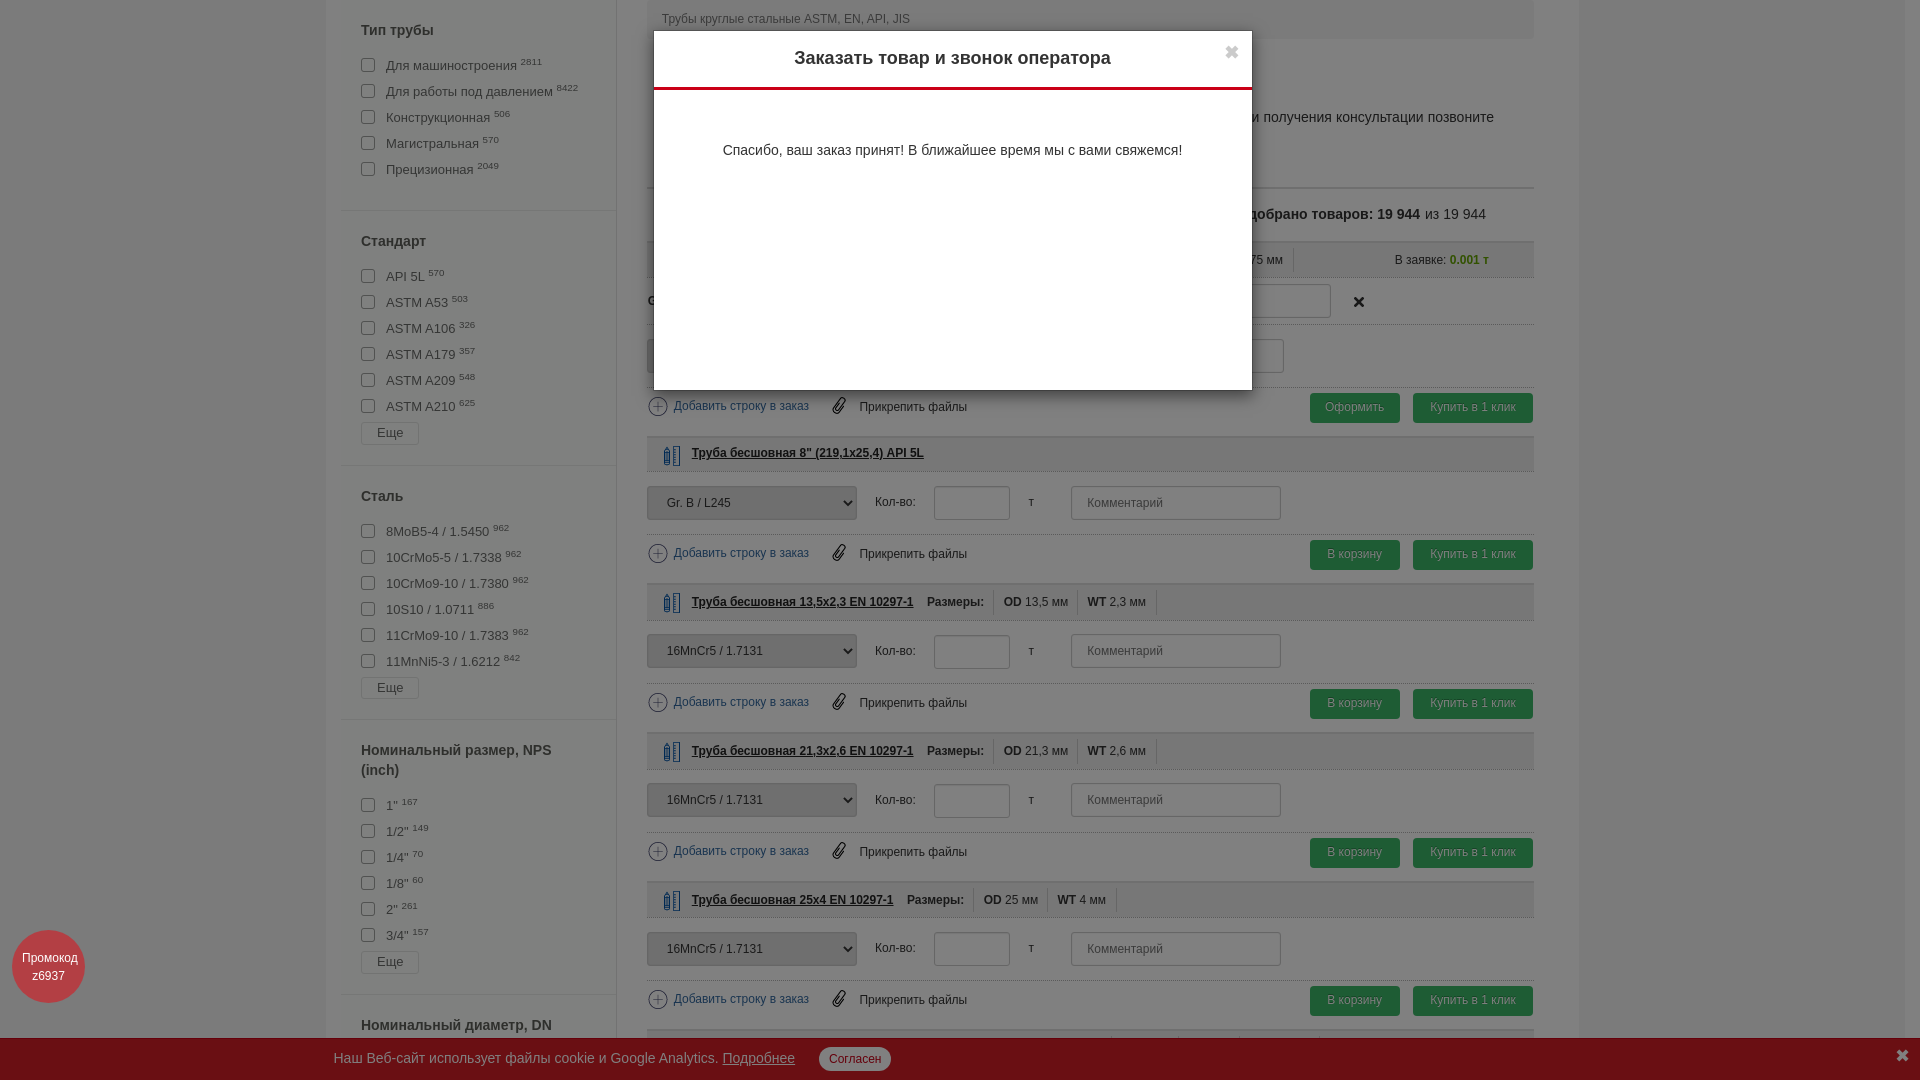 Трубы круглые стальные ASTM, EN, API, JIS
Тип трубы
Для машиностроения 2811
Для работы под давлением 8422
Конструкционная 506
Магистральная 570
Прецизионная 2049
Стандарт
API 5L 570
ASTM A53 503
ASTM A106 326
ASTM A179 357
ASTM A209 548
ASTM A210 625
Еще
Сталь
8MoB5-4 / 1.5450 962
10CrMo5-5 / 1.7338 962
10CrMo9-10 / 1.7380 962
10S10 / 1.0711 886
11CrMo9-10 / 1.7383 962
11MnNi5-3 / 1.6212 842
Еще
Номинальный размер, NPS
(inch)
1" 167
1/2" 149
1/4" 70
1/8" 60
2" 261
3/4" 157
Еще
Номинальный диаметр, DN
Заказать товар и звонок оператора
✖
Спасибо, ваш заказ принят! В ближайшее время мы с вами свяжемся!
и получения консультации позвоните
добрано товаров: 19 944 из 19 944
75 мм
В заявке: 0.001 т
Добавить строку в заказ Прикрепить файлы Оформить Купить в 1 клик
Труба бесшовная 8" (219,1x25,4) API 5L
Gr. B / L245 Кол-во: т Комментарий
Добавить строку в заказ Прикрепить файлы В корзину Купить в 1 клик
Труба бесшовная 13,5x2,3 EN 10297-1 Размеры: OD 13,5 мм WT 2,3 мм
16MnCr5 / 1.7131 Кол-во: т Комментарий
Добавить строку в заказ Прикрепить файлы В корзину Купить в 1 клик
Труба бесшовная 21,3x2,6 EN 10297-1 Размеры: OD 21,3 мм WT 2,6 мм
16MnCr5 / 1.7131 Кол-во: т Комментарий
Добавить строку в заказ Прикрепить файлы В корзину Купить в 1 клик
Труба бесшовная 25x4 EN 10297-1 Размеры: OD 25 мм WT 4 мм
16MnCr5 / 1.7131 Кол-во: т Комментарий
Добавить строку в заказ Прикрепить файлы В корзину Купить в 1 клик
Промокод
z6937
Наш Веб-сайт использует файлы cookie и Google Analytics. Подробнее Согласен ✖